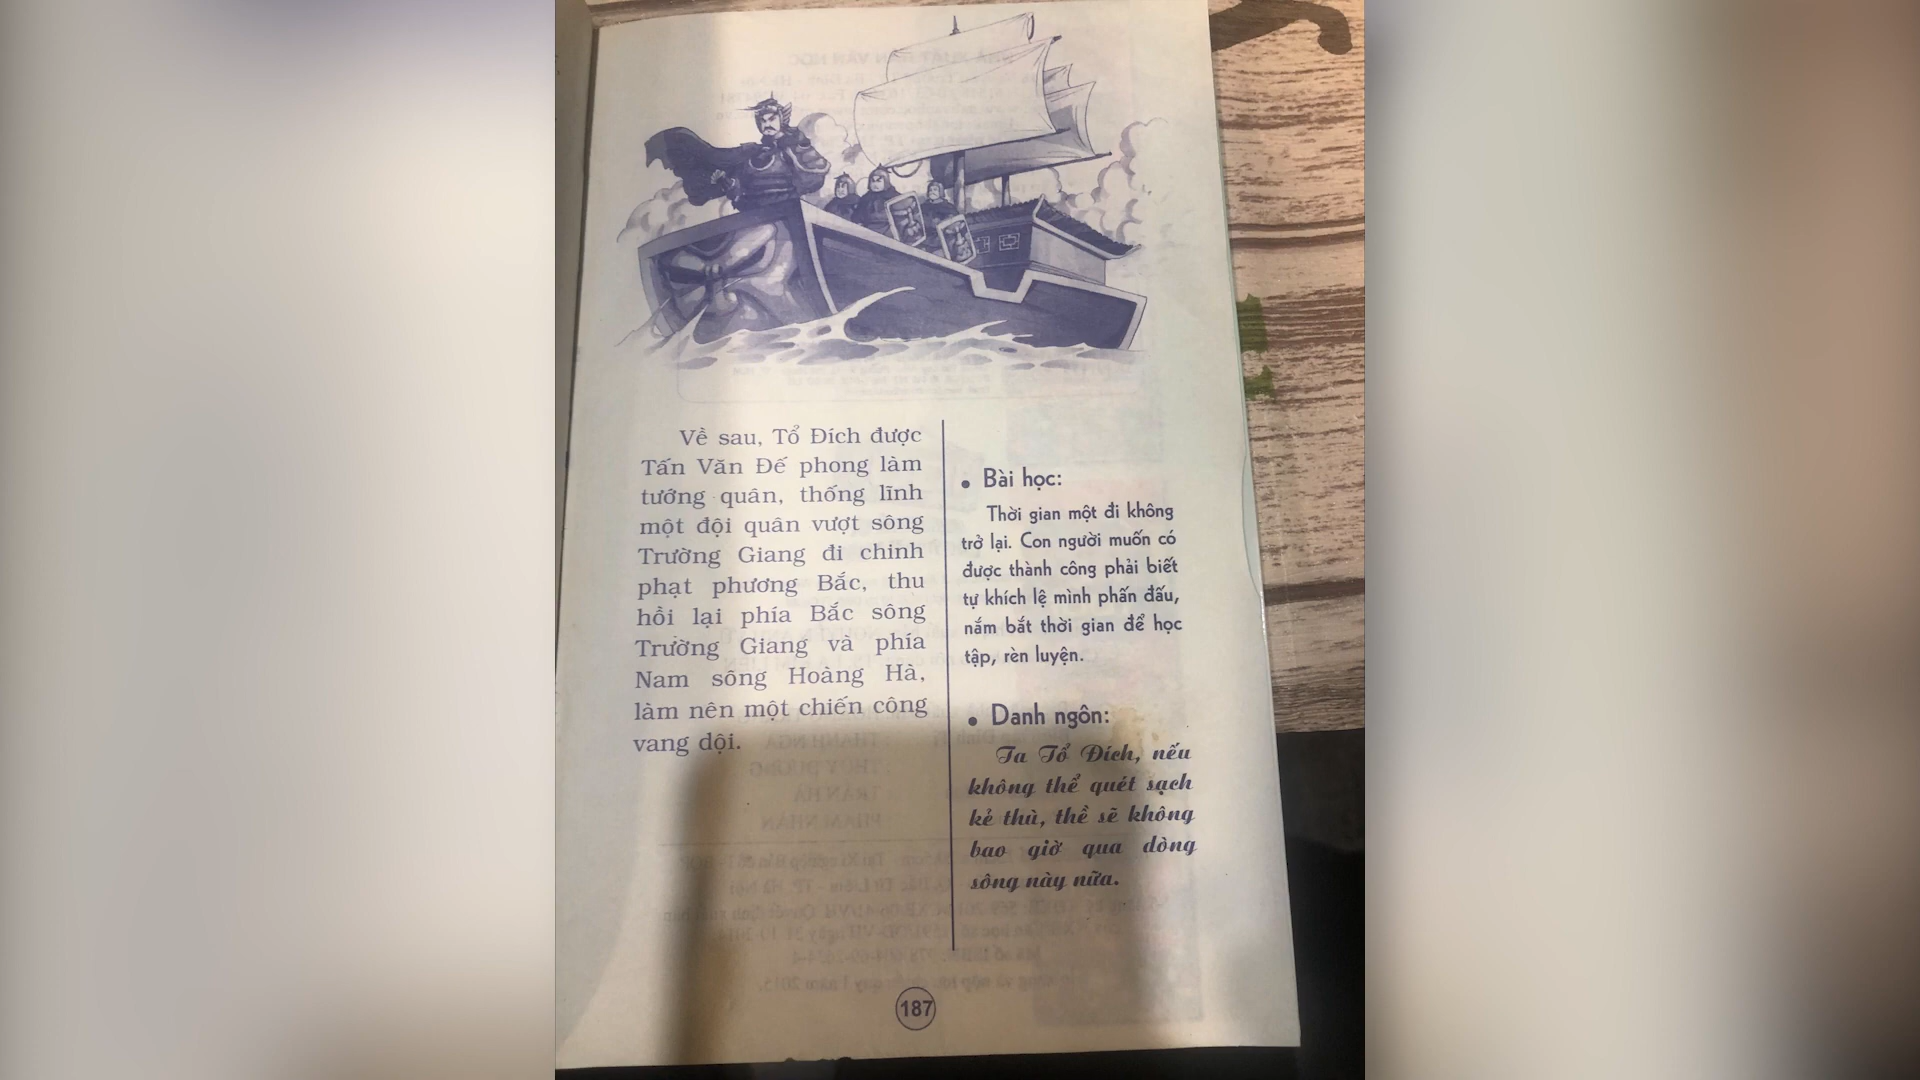 Về sau, Tổ Đích được
Tấn Văn Đế phong làm
tướng quân, thống lĩnh
một đội quân vượt sông
Trường Giang đi chinh
phạt phương Bắc, thu
hồi lại phía Bắc sông
Trường Giang và phía
Nam sông Hoàng Hà,
làm nên một chiến công
vang dội.
• Bài học:
Thời gian một đi không
trở lại. Con người muốn có
được thành công phải biết
tự khích lệ mình phấn đấu,
nắm bắt thời gian để học
tập, rèn luyện.
• Danh ngôn:
Ta Tổ Đích, nếu
không thể quét sạch
kẻ thù, thề sẽ không
bao giờ qua dòng
sông này nữa.
187